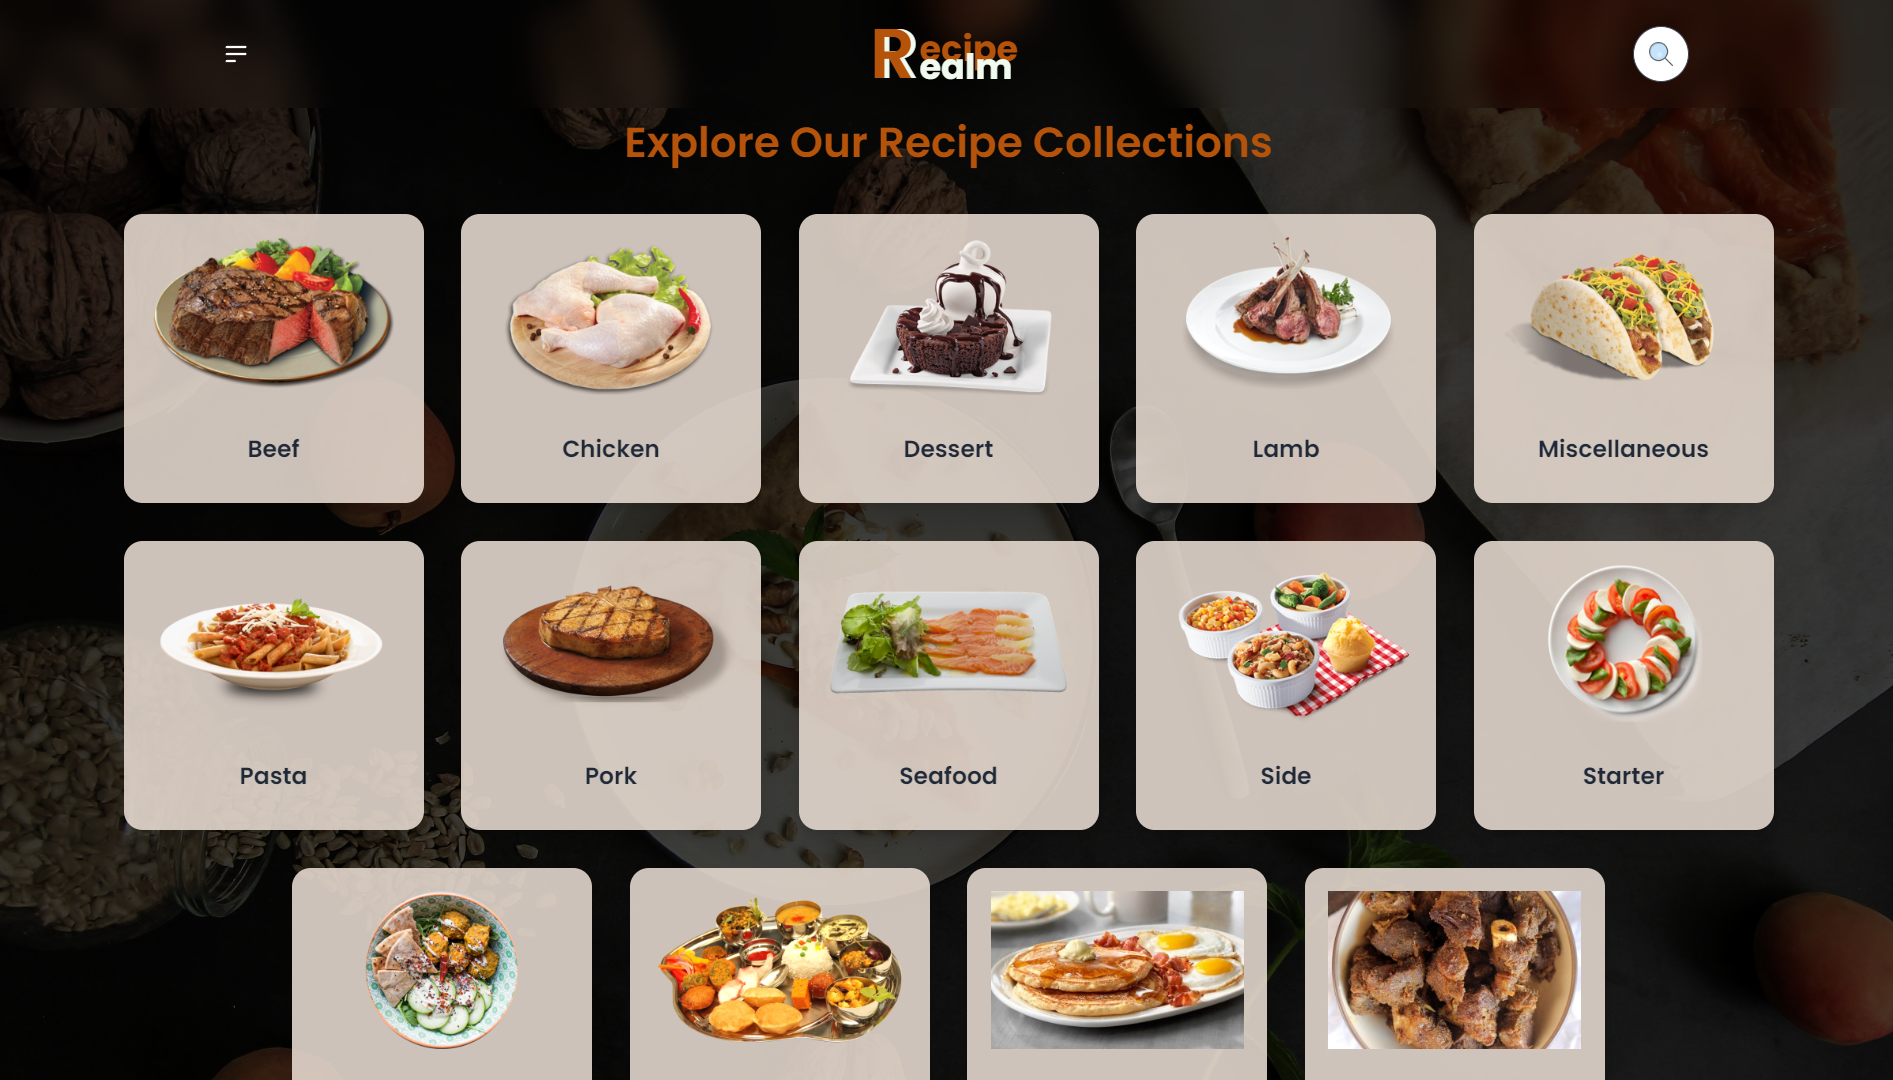 Recipe
Realm
Explore Our Recipe Collections
Beef
Chicken
Dessert
Lamb
Miscellaneous
Pasta
Pork
Seafood
Side
Starter